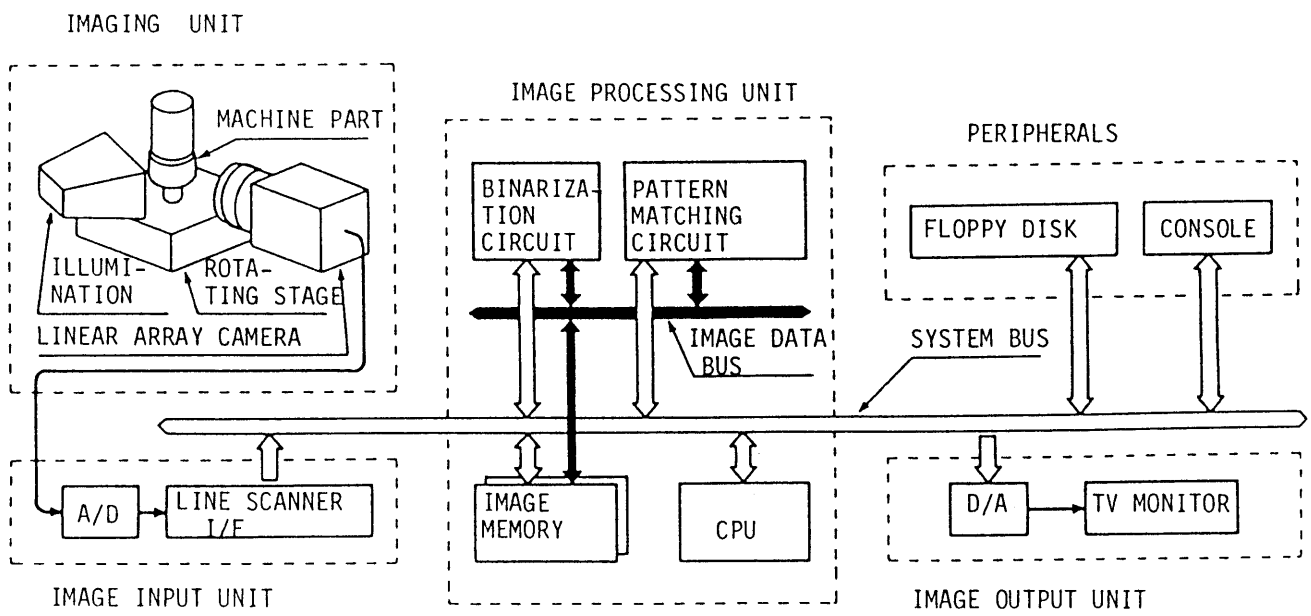 IMAGING UNIT
MACHINE PART
ILLUMI-
NATION
ROTA-
TING STAGE
LINEAR ARRAY CAMERA
IMAGE PROCESSING UNIT
BINARIZA-
TION
CIRCUIT
PATTERN
MATCHING
CIRCUIT
IMAGE DATA
BUS
PERIPHERALS
FLOPPY DISK
CONSOLE
SYSTEM BUS
A/D
LINE SCANNER
I/F
IMAGE INPUT UNIT
IMAGE
MEMORY
CPU
D/A
TV MONITOR
IMAGE OUTPUT UNIT